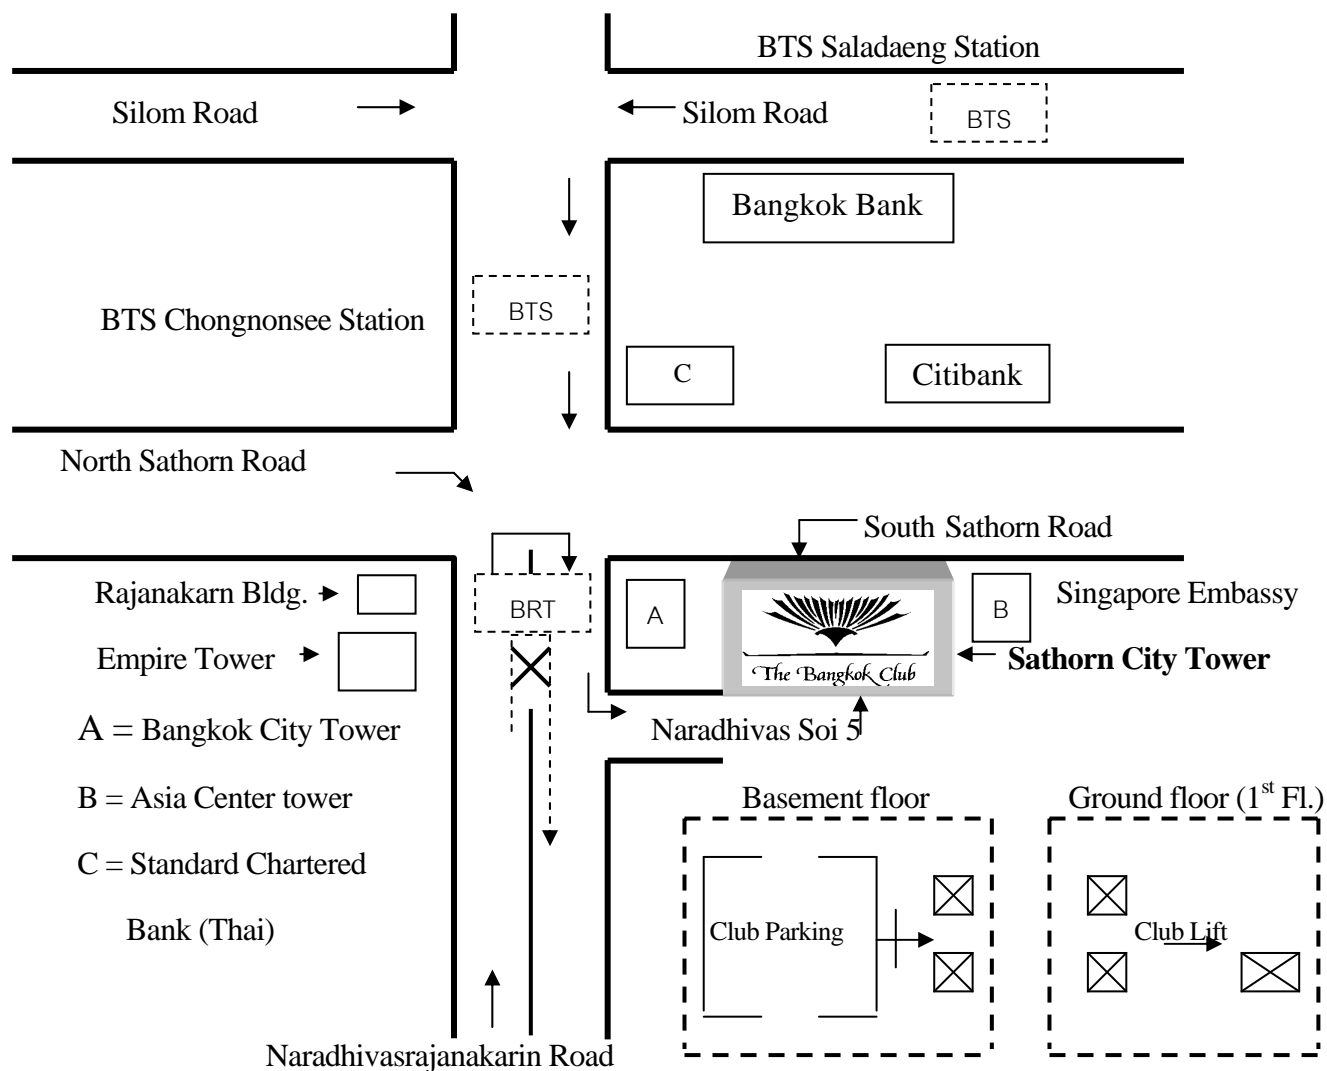 BTS Saladaeng Station
Silom Road
Silom Road
BTS
Bangkok Bank
BTS Chongnonsee Station
BTS
C
Citibank
North Sathorn Road
South Sathorn Road
Rajanakarn Bldg.
BRT
A
B
Singapore Embassy
Empire Tower
The Bangkok Club
Sathorn City Tower
A = Bangkok City Tower
Naradhivas Soi 5
B = Asia Center tower
C = Standard Chartered
Bank (Thai)
Basement floor
Ground floor (1st Fl.)
Club Parking
Club Lift
Naradhivasrajanakarin Road